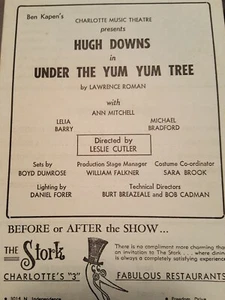 Ben Kapen's
CHARLOTTE MUSIC THEATRE
presents
HUGH DOWNS
in
UNDER THE YUM YUM TREE
by LAWRENCE ROMAN
with
ANN MITCHELL
LELIA BARRY
MICHAEL BRADFORD
Directed by
LESLIE CUTLER
Sets by
BOYD DUMROSE
Production Stage Manager
WILLIAM FALKNER
Costume Co-ordinator
SARA BROOK
Lighting by
DANIEL FORER
Technical Directors
BURT BREAZEALE and BOB CADMAN
BEFORE or AFTER the SHOW...
THE Stork
There is no compliment more charming than
an invitation to The Stork . . . where dining
is always a completely satisfying experience
CHARLOTTE'S "3" FABULOUS RESTAURANTS
Independence
Freedom Drive